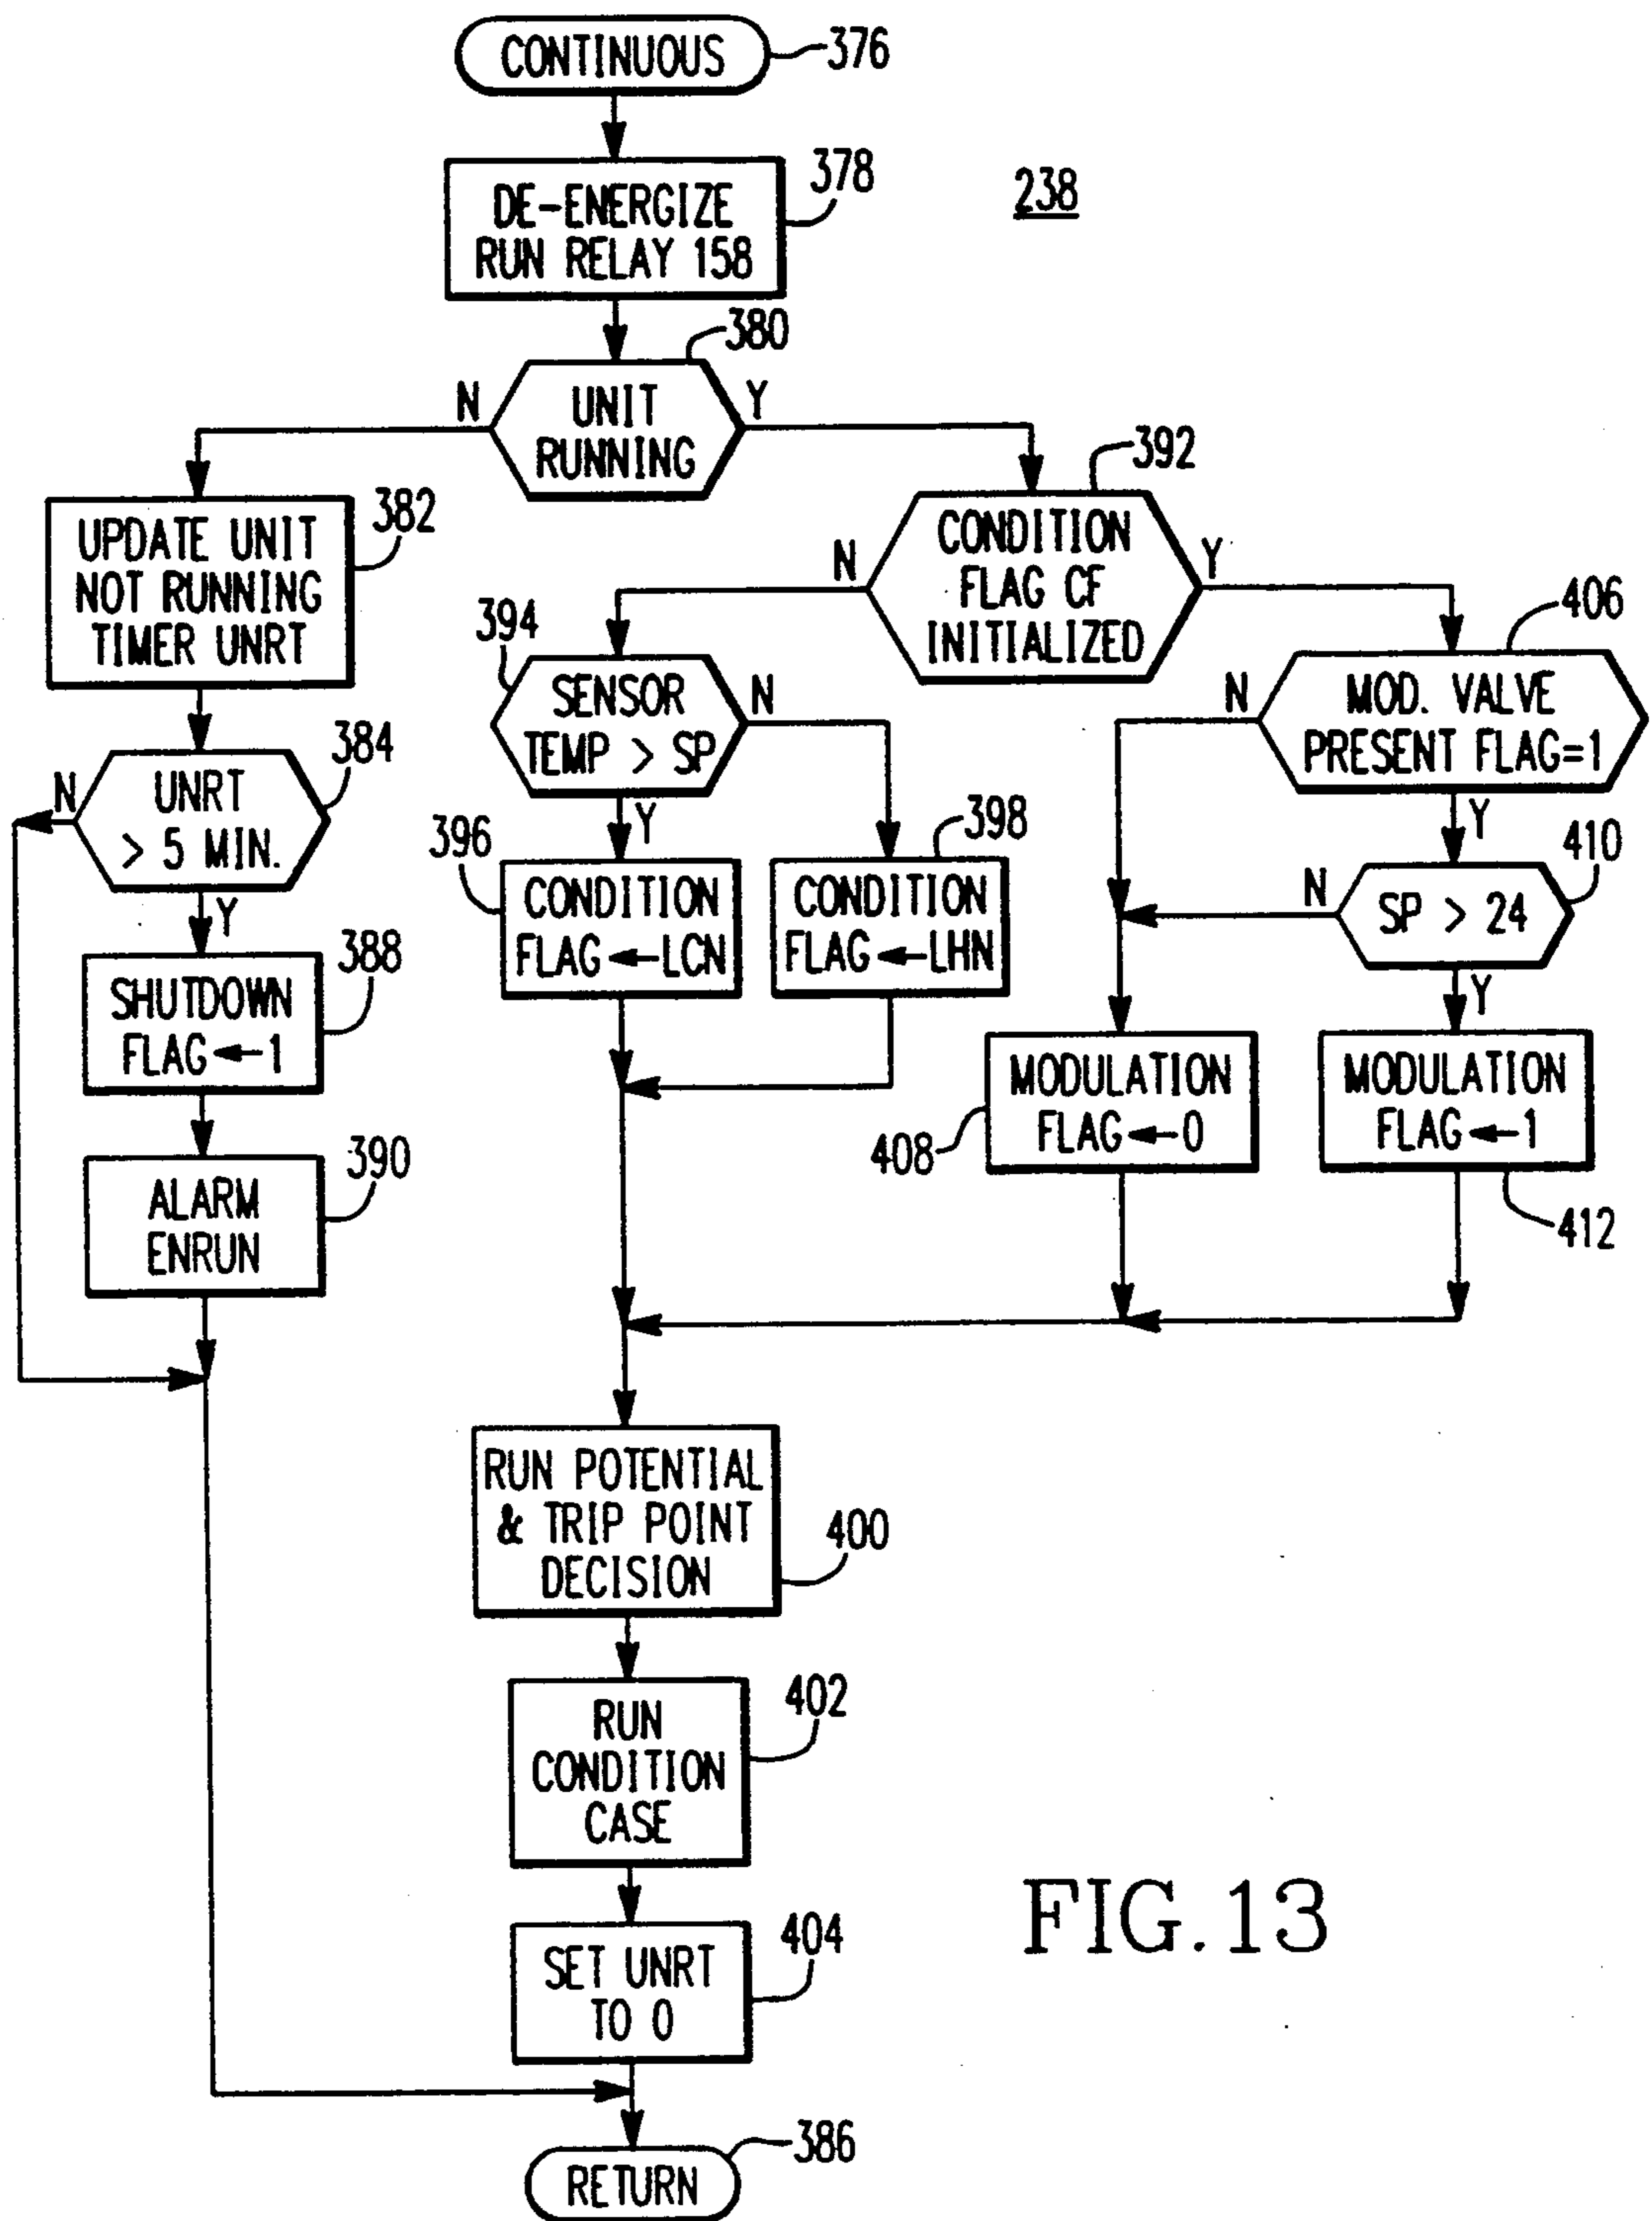 CONTINUOUS
376
DE-ENERGIZE
RUN RELAY 158
378
238
380
UNIT
RUNNING
N
Y
392
CONDITION
FLAG CF
INITIALIZED
N
Y
382
UPDATE UNIT
NOT RUNNING
TIMER UNRT
394
SENSOR
TEMP > SP
N
Y
406
MOD. VALVE
PRESENT FLAG=1
N
Y
384
UNRT
> 5 MIN.
N
Y
396
CONDITION
FLAG←LCN
398
CONDITION
FLAG←LHN
410
SP > 24
N
Y
388
SHUTDOWN
FLAG←1
408
MODULATION
FLAG←0
MODULATION
FLAG←1
412
390
ALARM
ENRUN
RUN POTENTIAL
& TRIP POINT
DECISION
400
RUN
CONDITION
CASE
402
SET UNRT
TO 0
404
FIG.13
RETURN
386